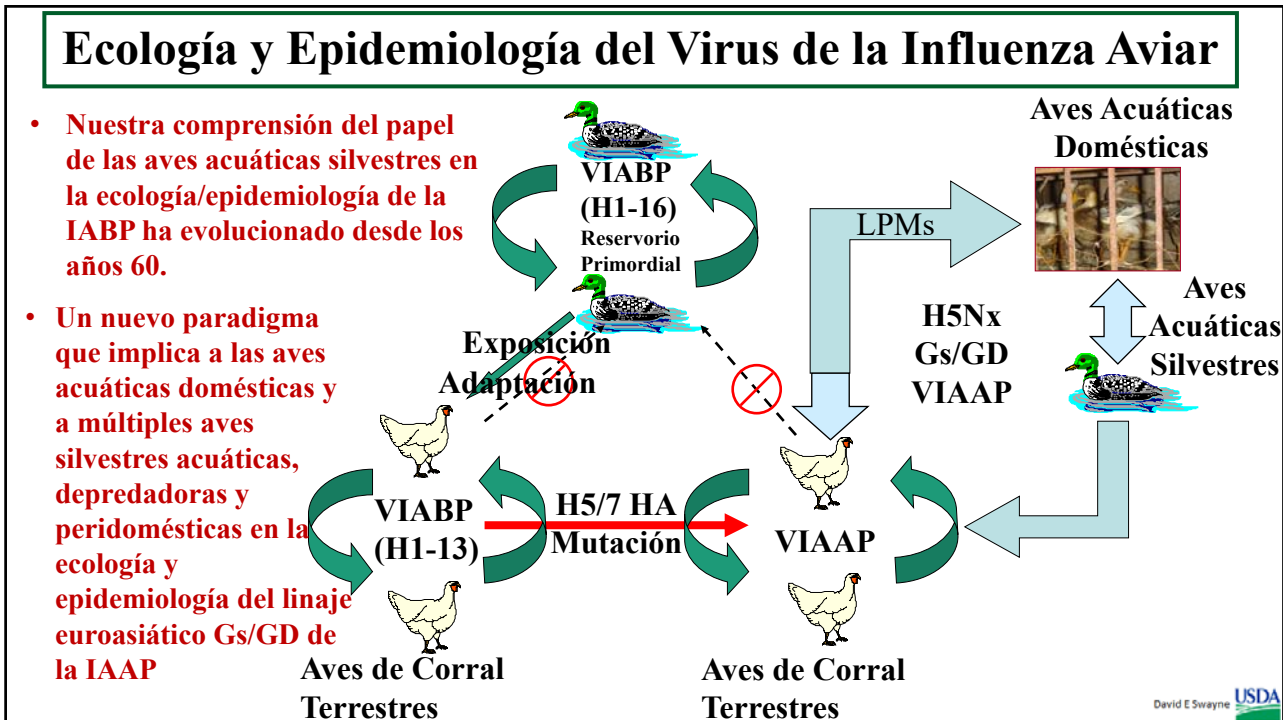 Ecología y Epidemiología del Virus de la Influenza Aviar
• Nuestra comprensión del papel
de las aves acuáticas silvestres en
la ecología/epidemiología de la
IABP ha evolucionado desde los
años 60.
• Un nuevo paradigma
que implica a las aves
acuáticas domésticas y
a múltiples aves
silvestres acuáticas,
depredadoras y
peridomésticas en la
ecología y
epidemiología del linaje
euroasiático Gs/GD de
la IAAP
VIABP
(H1-16)
Reservorio
Primordial
Exposición
Adaptación
VIABP
(H1-13)
H5/7 HA
Mutación
VIAAP
Aves de Corral
Terrestres
Aves de Corral
Terrestres
LPMs
Aves Acuáticas
Domésticas
H5Nx
Gs/GD
VIAAP
Aves
Acuáticas
Silvestres
David E Swayne
USDA